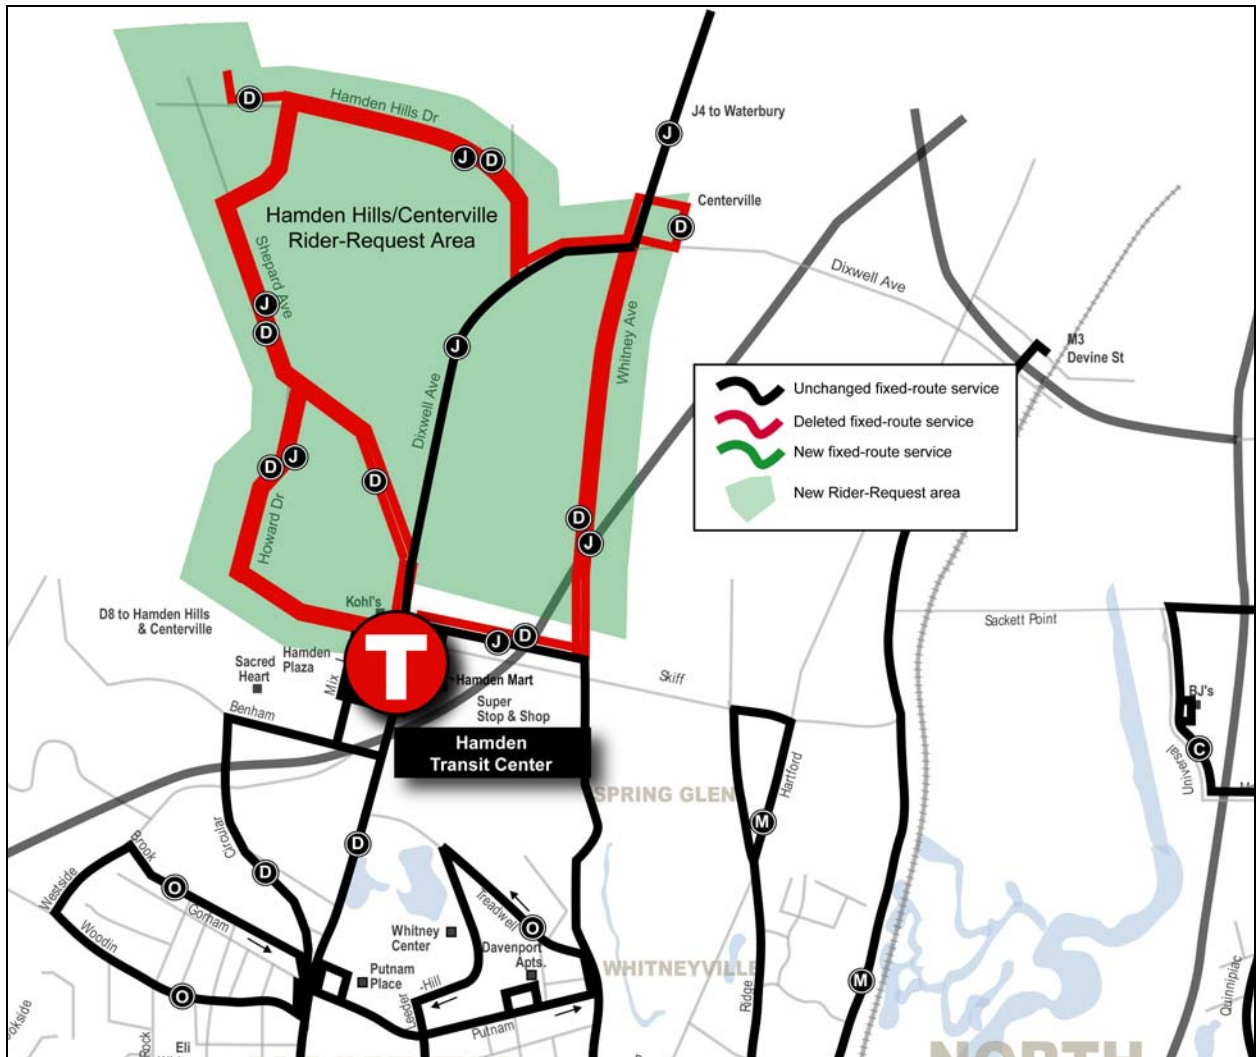 D
Hamden Hills Dr
J4 to Waterbury
J
J D
Centerville
D
Hamden Hills/Centerville
Rider-Request Area
Shepard Ave
Dixwell Ave
J
D
J
Whitney Ave
Dixwell Ave
M3
Devine St
Unchanged fixed-route service
Deleted fixed-route service
New fixed-route service
New Rider-Request area
D J
D
Howard Dr
D
J
Kohl's
D8 to Hamden Hills
& Centerville
Sackett Point
J D
T
Hamden
Plaza
Sacred
Heart
Mix
Hamden Mart
Skiff
Super
Stop & Shop
Benham
BJ's
Hamden
Transit Center
C
Universal
SPRING GLEN
Hartford
M
Circular
D
Brook
D
O
Westside
Gorham
Treadwell
O
Woodin
Whitney
Center
Davenport
Apts.
WHITNEYVILLE
Putnam
Place
-Hill
M
O
Leeder
Ridge
Quinnipiac
Putnam
Rock
Eli
NORTH